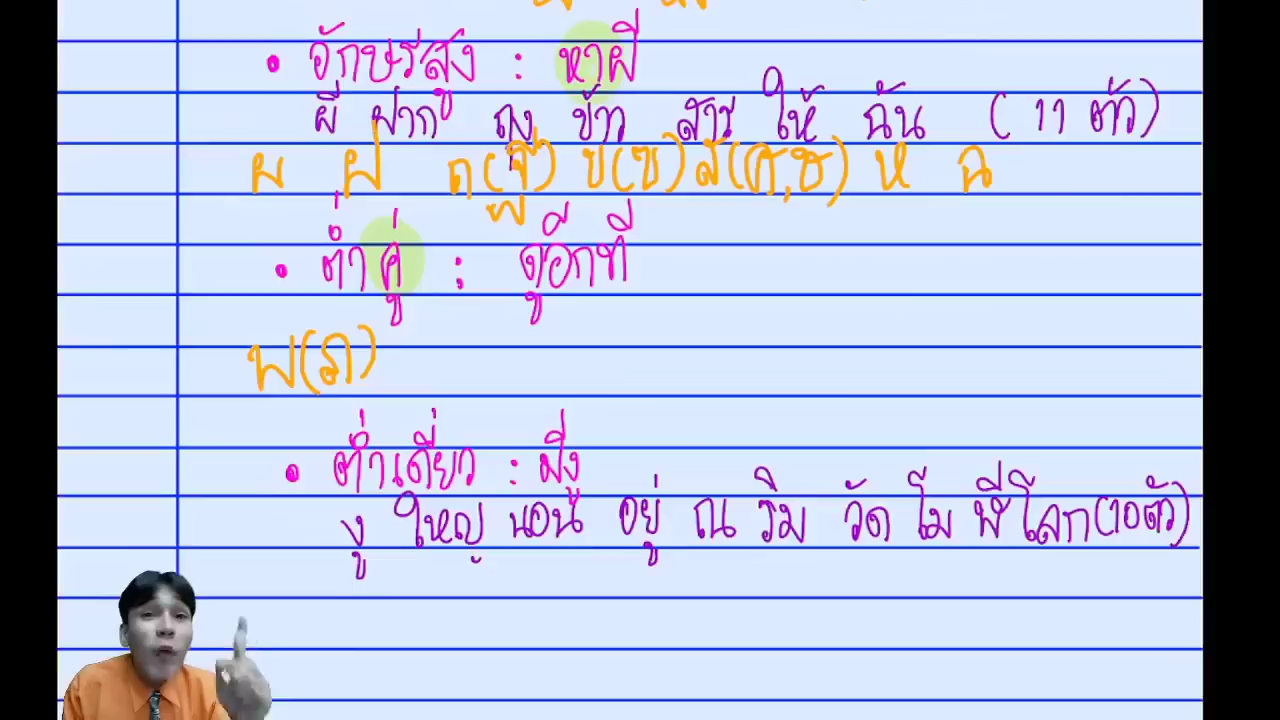 • อักษรสูง : หาผี
ผี ฝาก ถุง ข้าว สาร ให้ ฉัน (11 ตัว)
ผ ฝ ถ(ฐ) ข(ฃ) ส(ศ,ษ) ห ฉ
• ต่ำคู่ : ดูอีกที
พ(ภ)
• ต่ำเดี่ยว : มีงู
งู ใหญ่ นอน อยู่ ณ ริม วัด โม ฬีโลก(10ตัว)